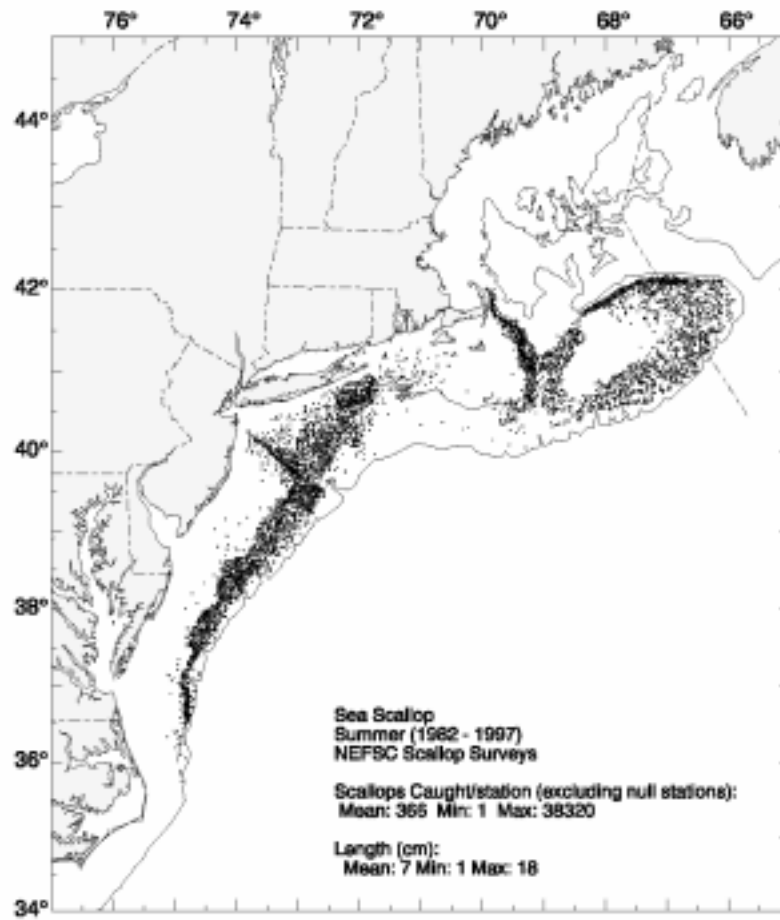 76° 74° 72° 70° 68° 66°
44°
42°
40°
38°
36°
34°
Sea Scallop
Summer (1982 - 1997)
NEFSC Scallop Surveys
Scallops Caught/station (excluding null stations):
Mean: 366 Min: 1 Max: 38320
Length (cm):
Mean: 7 Min: 1 Max: 18